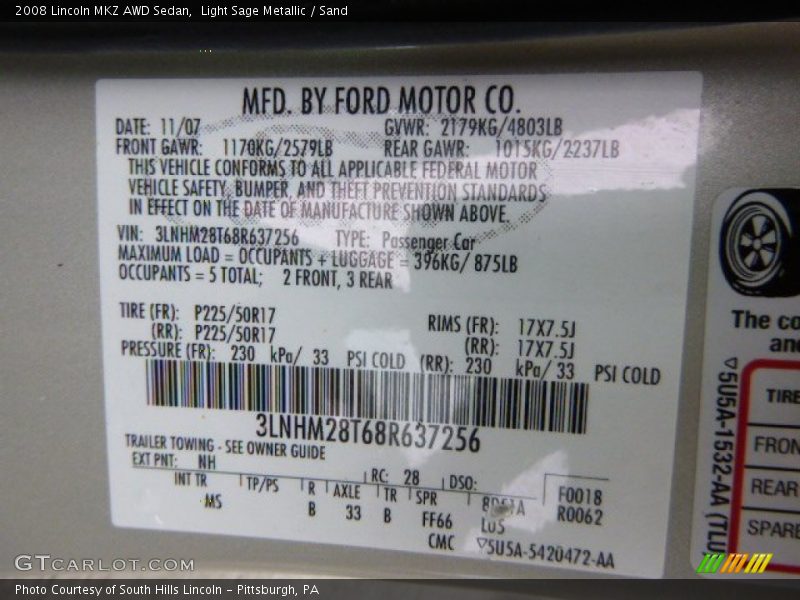 2008 Lincoln MKZ AWD Sedan,  Light Sage Metallic / Sand
MFD. BY FORD MOTOR CO.
DATE: 11/07 GVWR: 2179KG/4803LB
FRONT GAWR: 1170KG/2579LB REAR GAWR: 1015KG/2237LB
THIS VEHICLE CONFORMS TO ALL APPLICABLE FEDERAL MOTOR
VEHICLE SAFETY, BUMPER, AND THEFT PREVENTION STANDARDS
IN EFFECT ON THE DATE OF MANUFACTURE SHOWN ABOVE.
VIN: 3LNHM28T68R637256 TYPE: Passenger Car
MAXIMUM LOAD = OCCUPANTS + LUGGAGE = 396KG/ 875LB
OCCUPANTS = 5 TOTAL; 2 FRONT, 3 REAR
TIRE (FR): P225/50R17 RIMS (FR): 17X7.5J
(RR): P225/50R17 (RR): 17X7.5J
PRESSURE (FR): 230 kPa/ 33 PSI COLD (RR): 230 kPa/ 33 PSI COLD
3LNHM28T68R637256
TRAILER TOWING - SEE OWNER GUIDE
EXT PNT: NH RC: 28 DSO:
INT TR TP/PS R AXLE TR SPR F0018
MS B 33 B FF66 R0062
CMC ▽5U5A-5420472-AA
The co
and
▽5U5A-1532-AA (TLU
TIRE
FRON
REAR
SPARE
GTcarlot.com
Photo Courtesy of South Hills Lincoln - Pittsburgh, PA